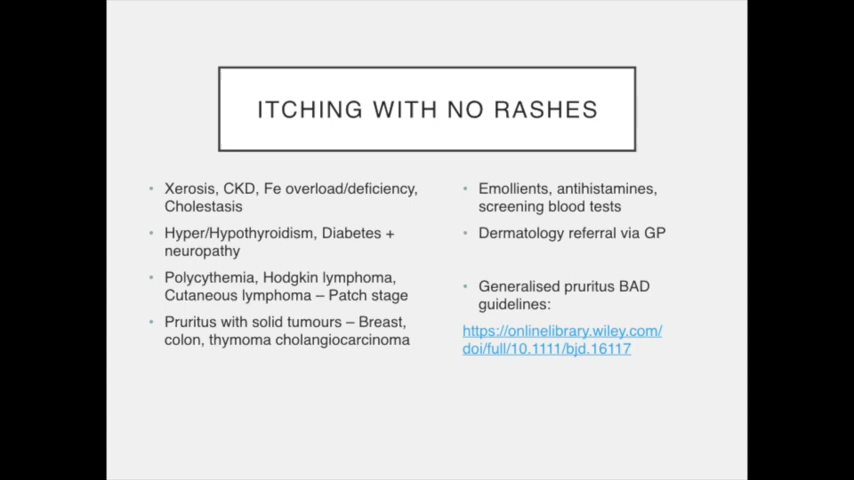 ITCHING WITH NO RASHES
• Xerosis, CKD, Fe overload/deficiency,
Cholestasis
• Hyper/Hypothyroidism, Diabetes +
neuropathy
• Polycythemia, Hodgkin lymphoma,
Cutaneous lymphoma – Patch stage
• Pruritus with solid tumours – Breast,
colon, thymoma cholangiocarcinoma
• Emollients, antihistamines,
screening blood tests
• Dermatology referral via GP
• Generalised pruritus BAD
guidelines:
https://onlinelibrary.wiley.com/
doi/full/10.1111/bjd.16117